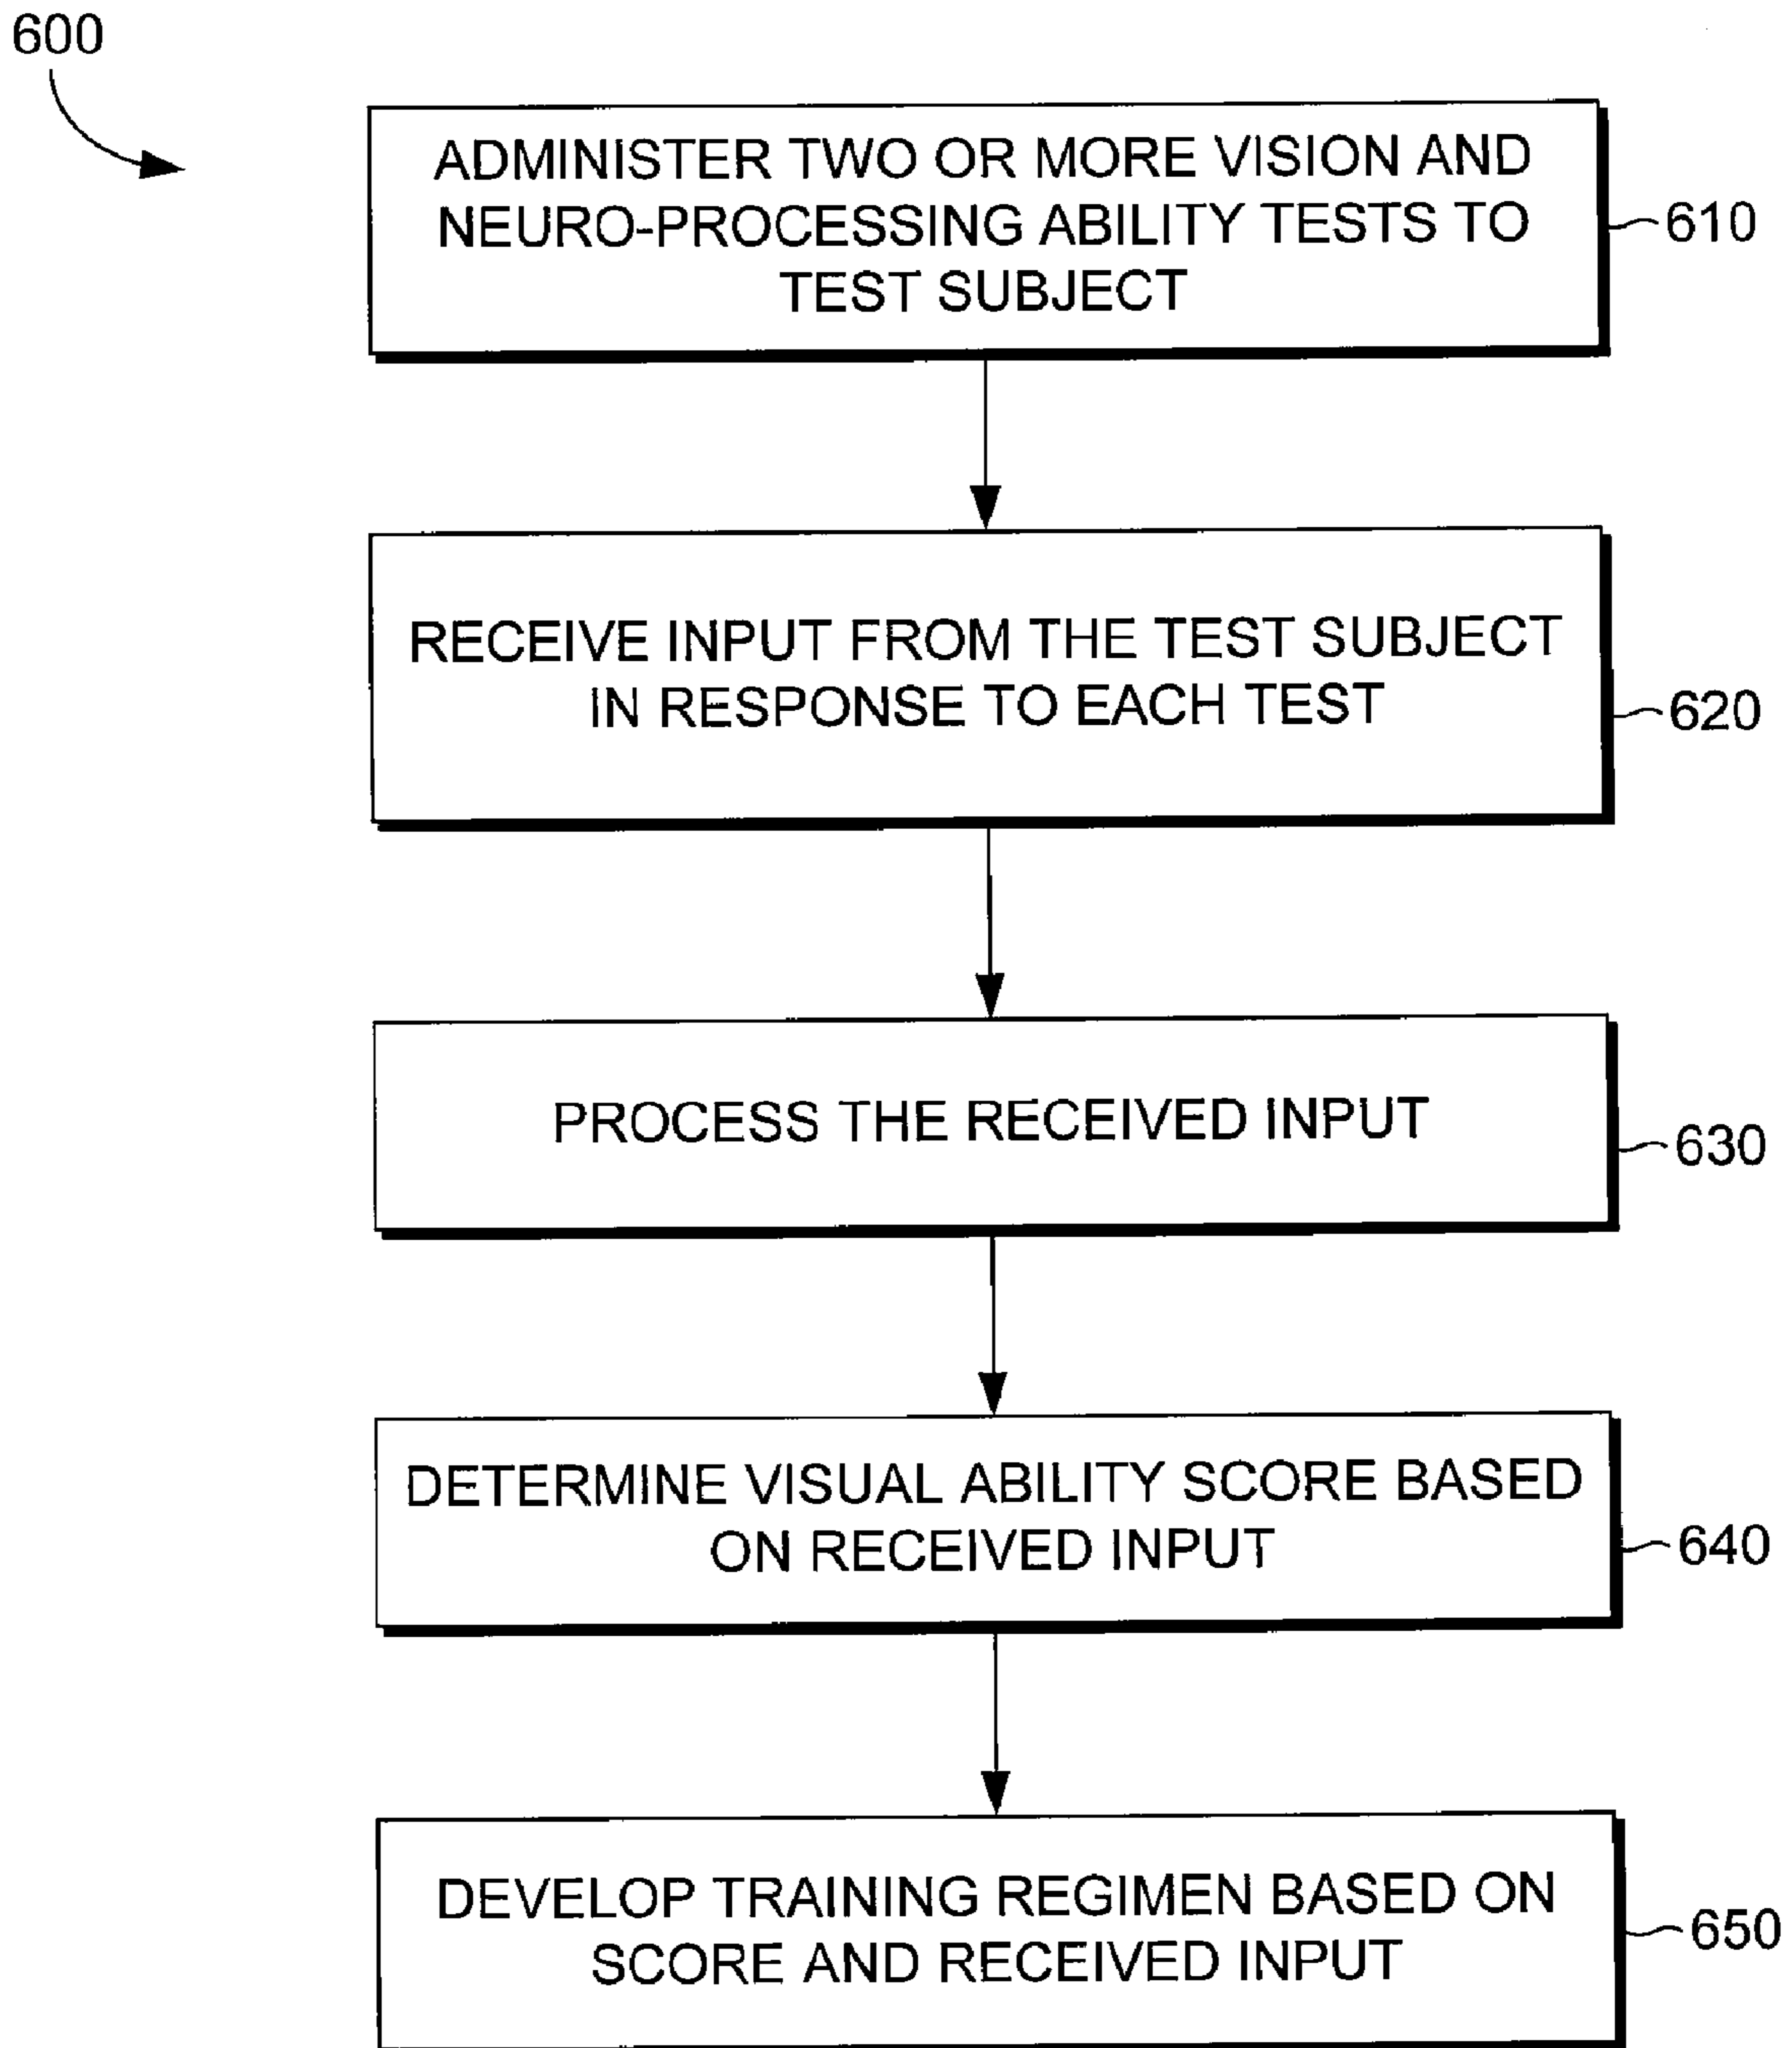 600
ADMINISTER TWO OR MORE VISION AND
NEURO-PROCESSING ABILITY TESTS TO
TEST SUBJECT
610
RECEIVE INPUT FROM THE TEST SUBJECT
IN RESPONSE TO EACH TEST
620
PROCESS THE RECEIVED INPUT
630
DETERMINE VISUAL ABILITY SCORE BASED
ON RECEIVED INPUT
640
DEVELOP TRAINING REGIMEN BASED ON
SCORE AND RECEIVED INPUT
650